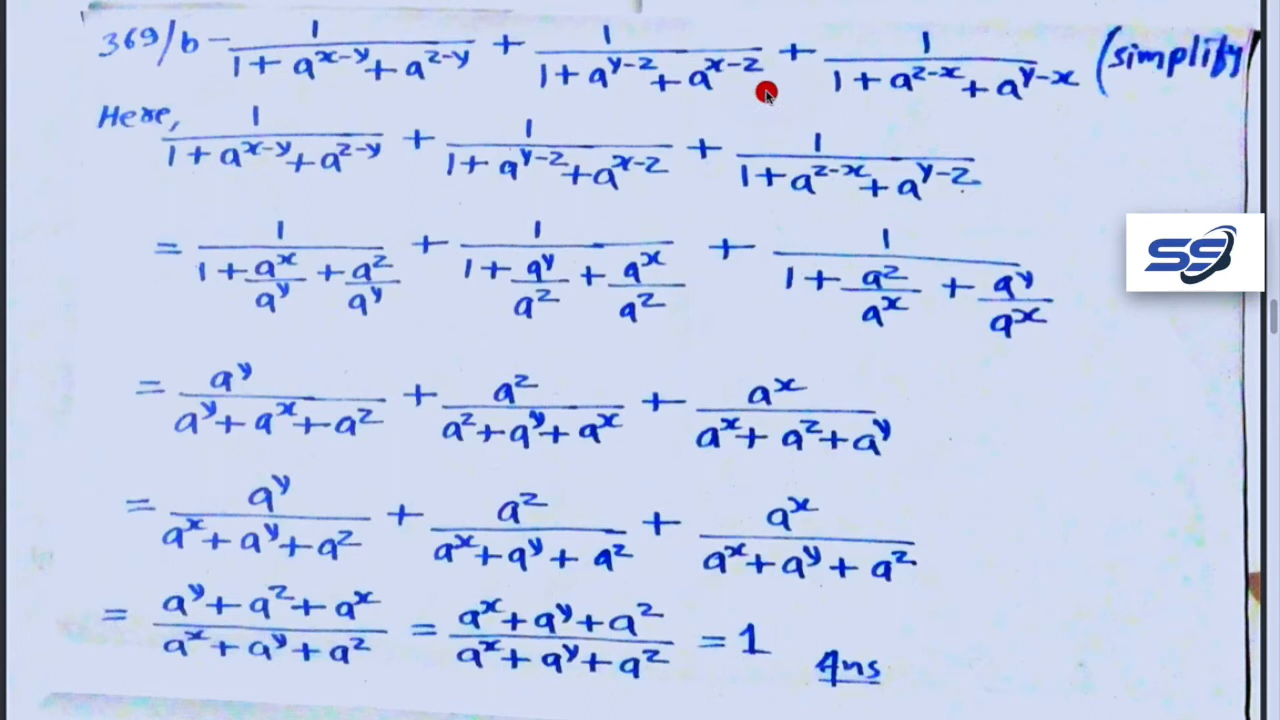 369/b - 1/(1 + a^(x-y) + a^(z-y)) + 1/(1 + a^(y-z) + a^(x-z)) + 1/(1 + a^(z-x) + a^(y-x)) (simplify)
Here, 1/(1 + a^(x-y) + a^(z-y)) + 1/(1 + a^(y-z) + a^(x-z)) + 1/(1 + a^(z-x) + a^(y-z))
SS
= 1/(1 + a^x/a^y + a^z/a^y) + 1/(1 + a^y/a^z + a^x/a^z) + 1/(1 + a^z/a^x + a^y/a^x)
= a^y/(a^y + a^x + a^z) + a^z/(a^z + a^y + a^x) + a^x/(a^x + a^z + a^y)
= a^y/(a^x + a^y + a^z) + a^z/(a^x + a^y + a^z) + a^x/(a^x + a^y + a^z)
= (a^y + a^z + a^x)/(a^x + a^y + a^z) = (a^x + a^y + a^z)/(a^x + a^y + a^z) = 1 Ans